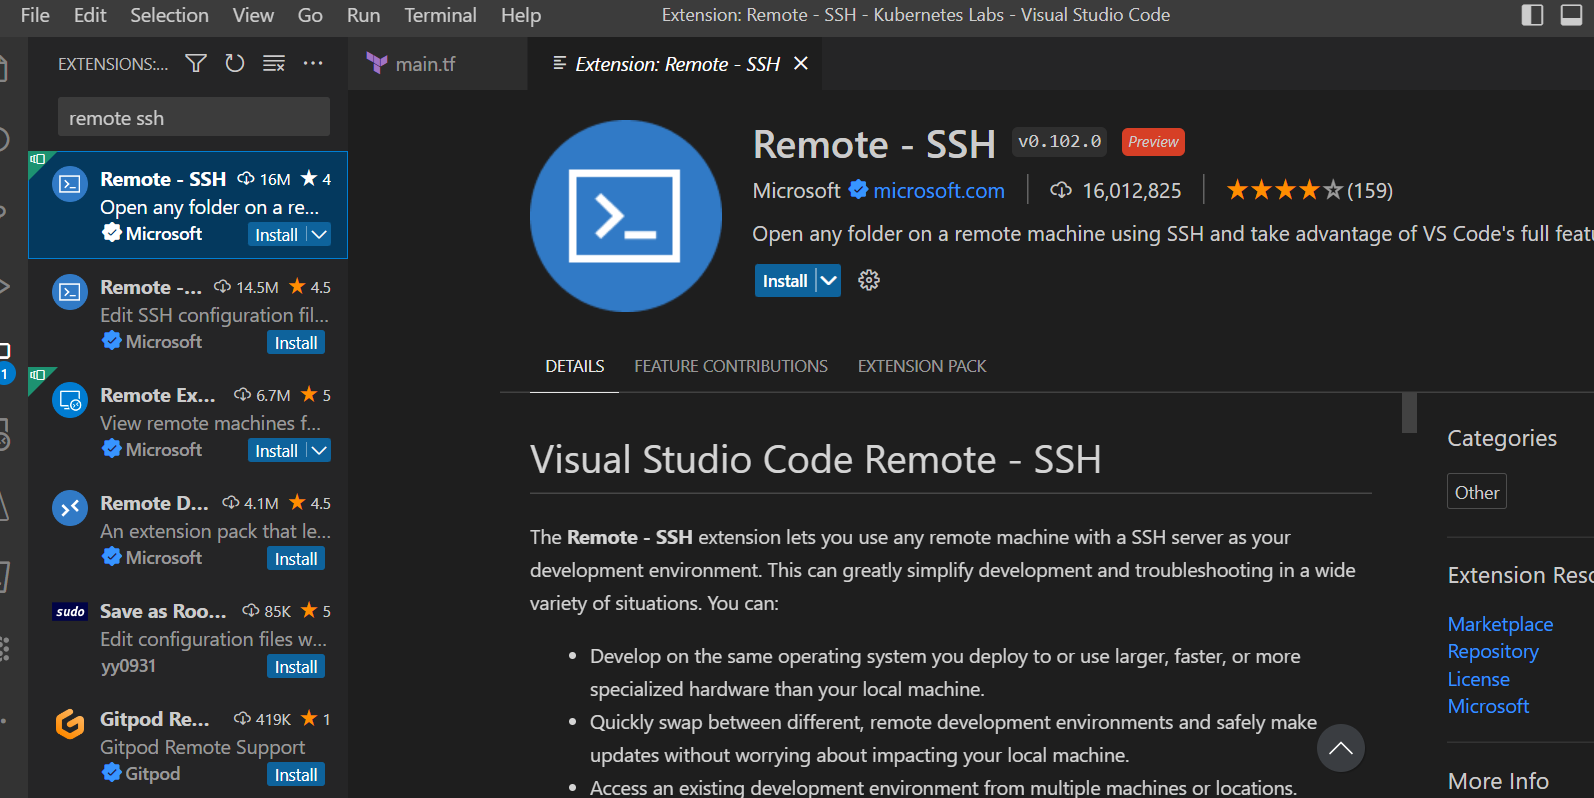 File Edit Selection View Go Run Terminal Help
Extension: Remote - SSH - Kubernetes Labs - Visual Studio Code
EXTENSIONS:...
remote ssh
Remote - SSH 16M ★ 4
Open any folder on a re...
Microsoft Install
Remote -... 14.5M ★ 4.5
Edit SSH configuration fil...
Microsoft Install
Remote Ex... 6.7M ★ 5
View remote machines f...
Microsoft Install
Remote D... 4.1M ★ 4.5
An extension pack that le...
Microsoft Install
sudo Save as Roo... 85K ★ 5
Edit configuration files w...
yy0931 Install
Gitpod Re... 419K ★ 1
Gitpod Remote Support
Gitpod Install
1
main.tf
Extension: Remote - SSH
Remote - SSH v0.102.0 Preview
Microsoft microsoft.com 16,012,825 ★★★★☆ (159)
Open any folder on a remote machine using SSH and take advantage of VS Code's full featu
Install
DETAILS FEATURE CONTRIBUTIONS EXTENSION PACK
Visual Studio Code Remote - SSH
The Remote - SSH extension lets you use any remote machine with a SSH server as your
development environment. This can greatly simplify development and troubleshooting in a wide
variety of situations. You can:
• Develop on the same operating system you deploy to or use larger, faster, or more
specialized hardware than your local machine.
• Quickly swap between different, remote development environments and safely make
updates without worrying about impacting your local machine.
• Access an existing development environment from multiple machines or locations.
Categories
Other
Extension Reso
Marketplace
Repository
License
Microsoft
More Info